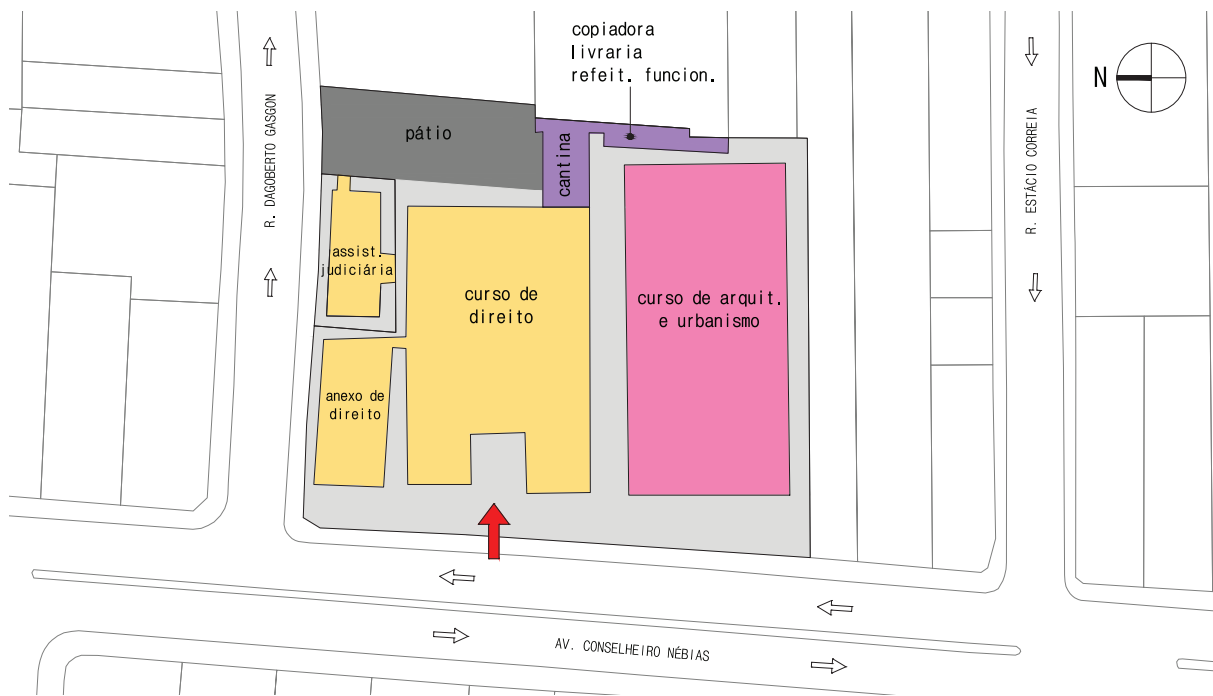 copiadora
livraria
refeit. funcion.
N
R. DAGOBERTO GASGON
pátio
cantina
R. ESTÁCIO CORREIA
assist.
judiciária
curso de
direito
curso de arquit.
e urbanismo
anexo de
direito
AV. CONSELHEIRO NÉBIAS